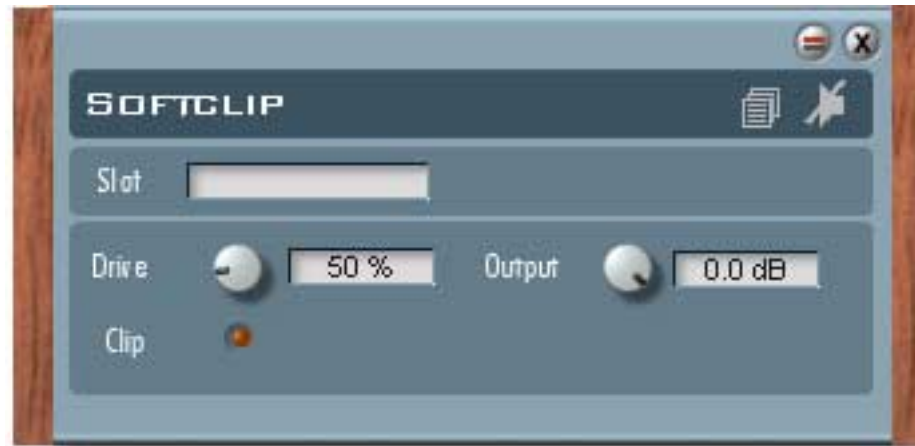 X
SOFTCLIP
Slot
Drive 50 % Output 0.0 dB
Clip